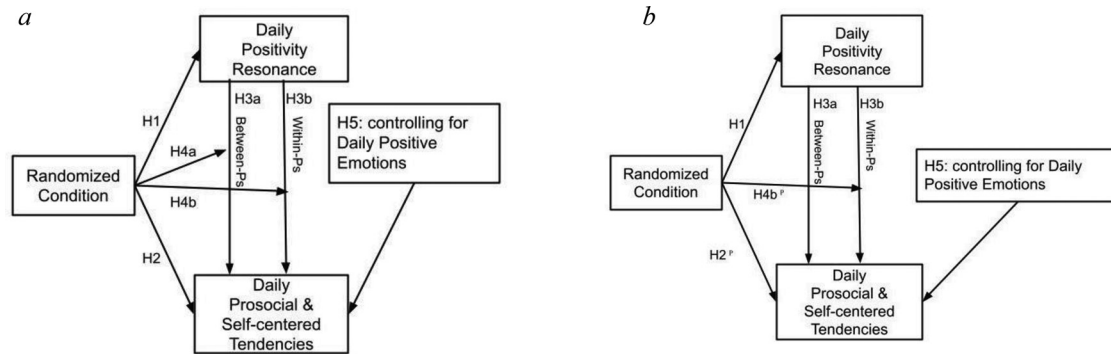 a
Daily
Positivity
Resonance
H3a
H3b
Between-Ps
Within-Ps
H1
H4a
H4b
H2
Randomized
Condition
H5: controlling for
Daily Positive
Emotions
Daily
Prosocial &
Self-centered
Tendencies
b
Daily
Positivity
Resonance
H3a
H3b
Between-Ps
Within-Ps
H1
H4b ᵖ
H2 ᵖ
Randomized
Condition
H5: controlling for Daily
Positive Emotions
Daily
Prosocial &
Self-centered
Tendencies